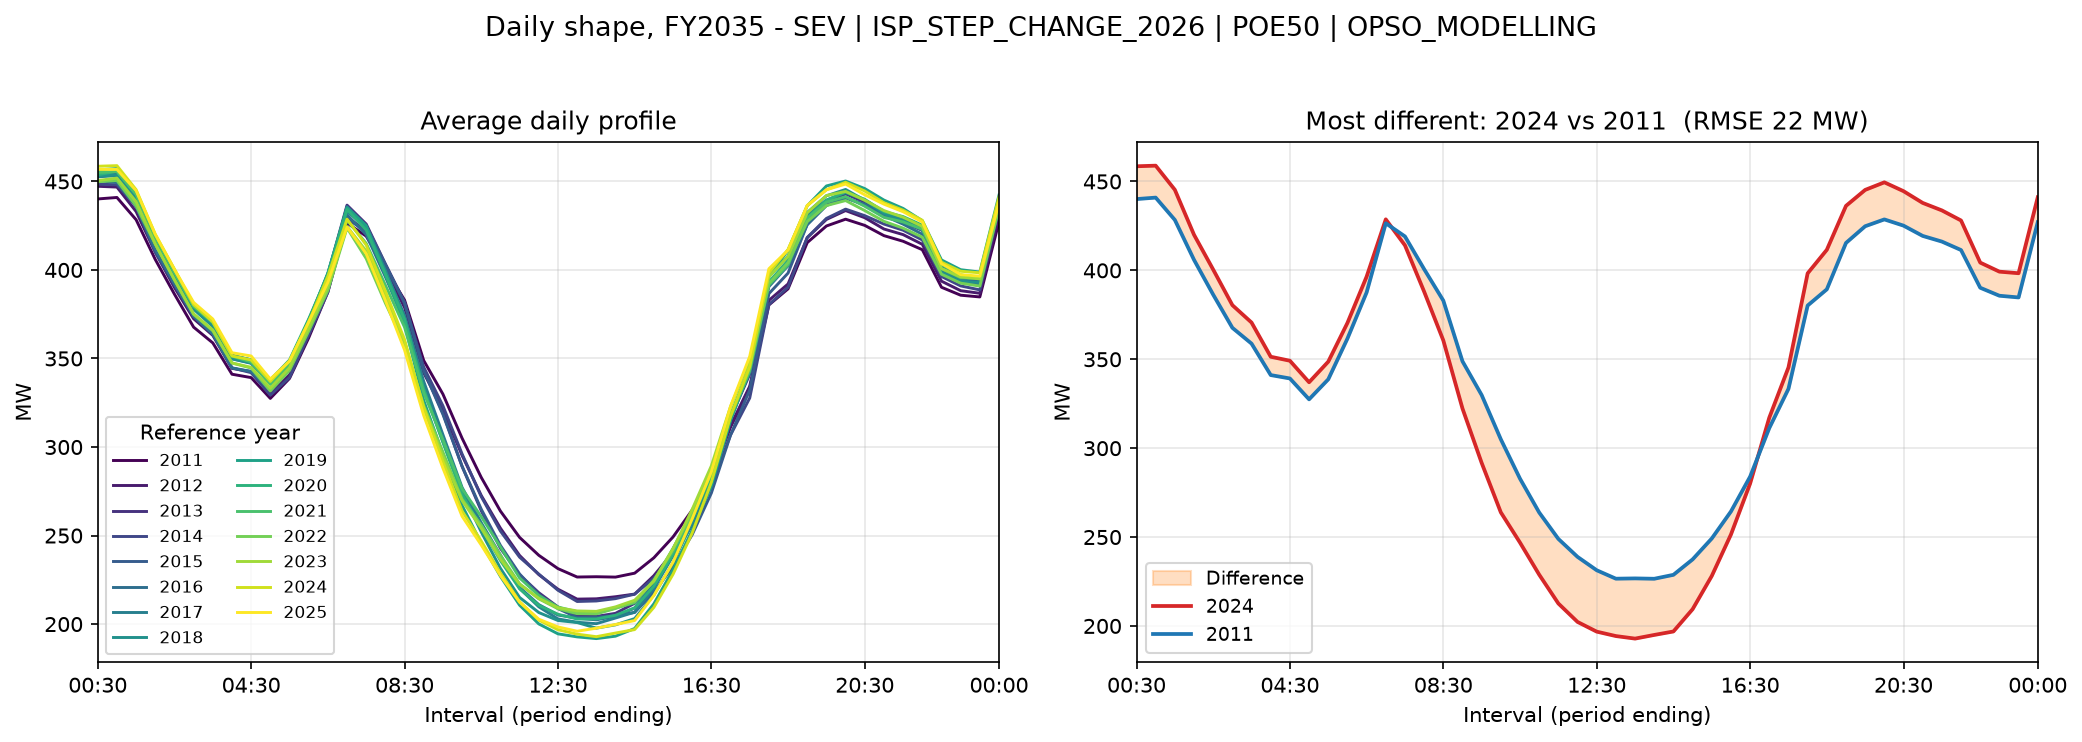 Daily shape, FY2035 - SEV | ISP_STEP_CHANGE_2026 | POE50 | OPSO_MODELLING
Average daily profile
MW
450
400
350
300
250
200
Reference year
2011
2012
2013
2014
2015
2016
2017
2018
2019
2020
2021
2022
2023
2024
2025
00:30 04:30 08:30 12:30 16:30 20:30 00:00
Interval (period ending)
Most different: 2024 vs 2011 (RMSE 22 MW)
MW
450
400
350
300
250
200
Difference
2024
2011
00:30 04:30 08:30 12:30 16:30 20:30 00:00
Interval (period ending)